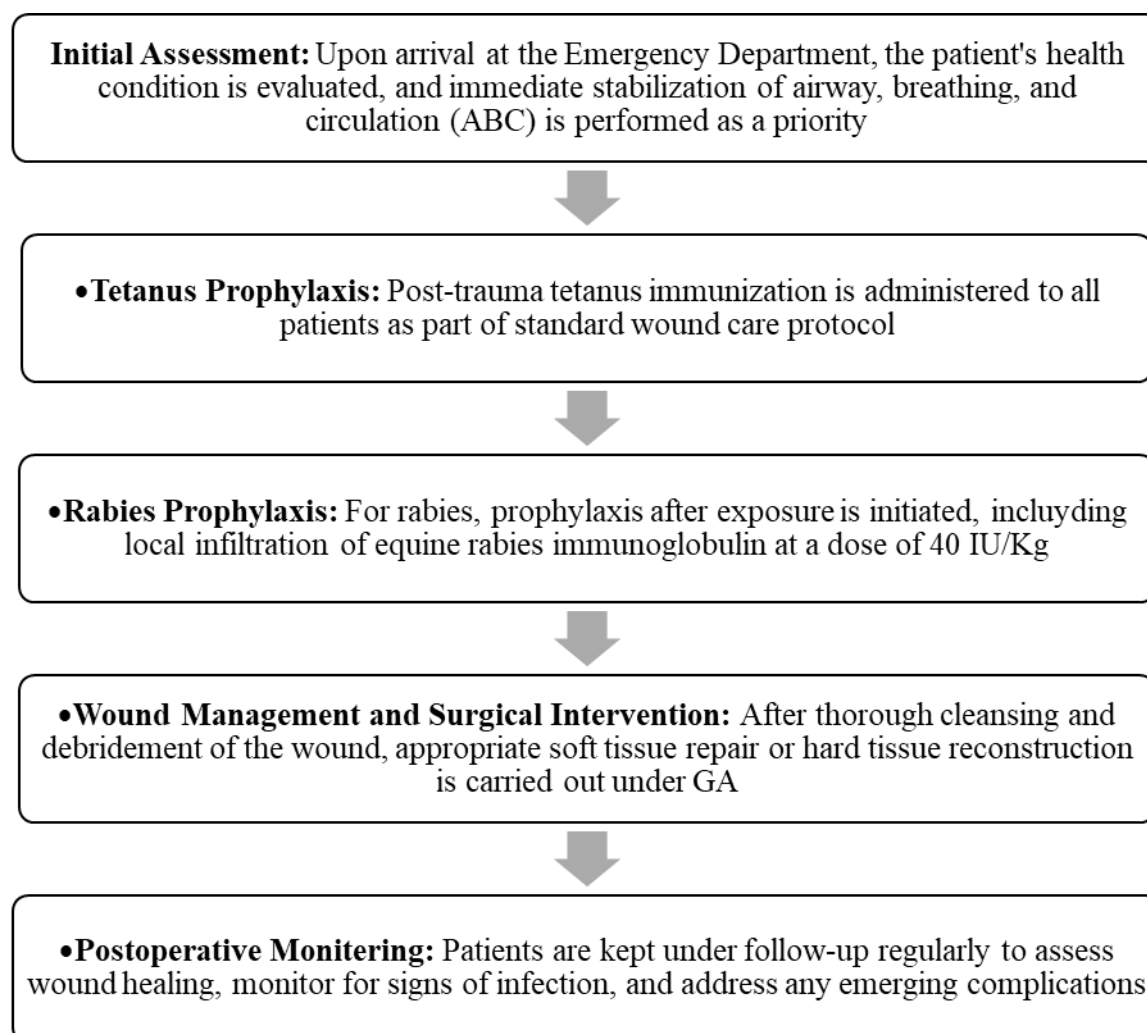 Initial Assessment: Upon arrival at the Emergency Department, the patient's health
condition is evaluated, and immediate stabilization of airway, breathing, and
circulation (ABC) is performed as a priority
•Tetanus Prophylaxis: Post-trauma tetanus immunization is administered to all
patients as part of standard wound care protocol
•Rabies Prophylaxis: For rabies, prophylaxis after exposure is initiated, incluyding
local infiltration of equine rabies immunoglobulin at a dose of 40 IU/Kg
•Wound Management and Surgical Intervention: After thorough cleansing and
debridement of the wound, appropriate soft tissue repair or hard tissue reconstruction
is carried out under GA
•Postoperative Monitering: Patients are kept under follow-up regularly to assess
wound healing, monitor for signs of infection, and address any emerging complications